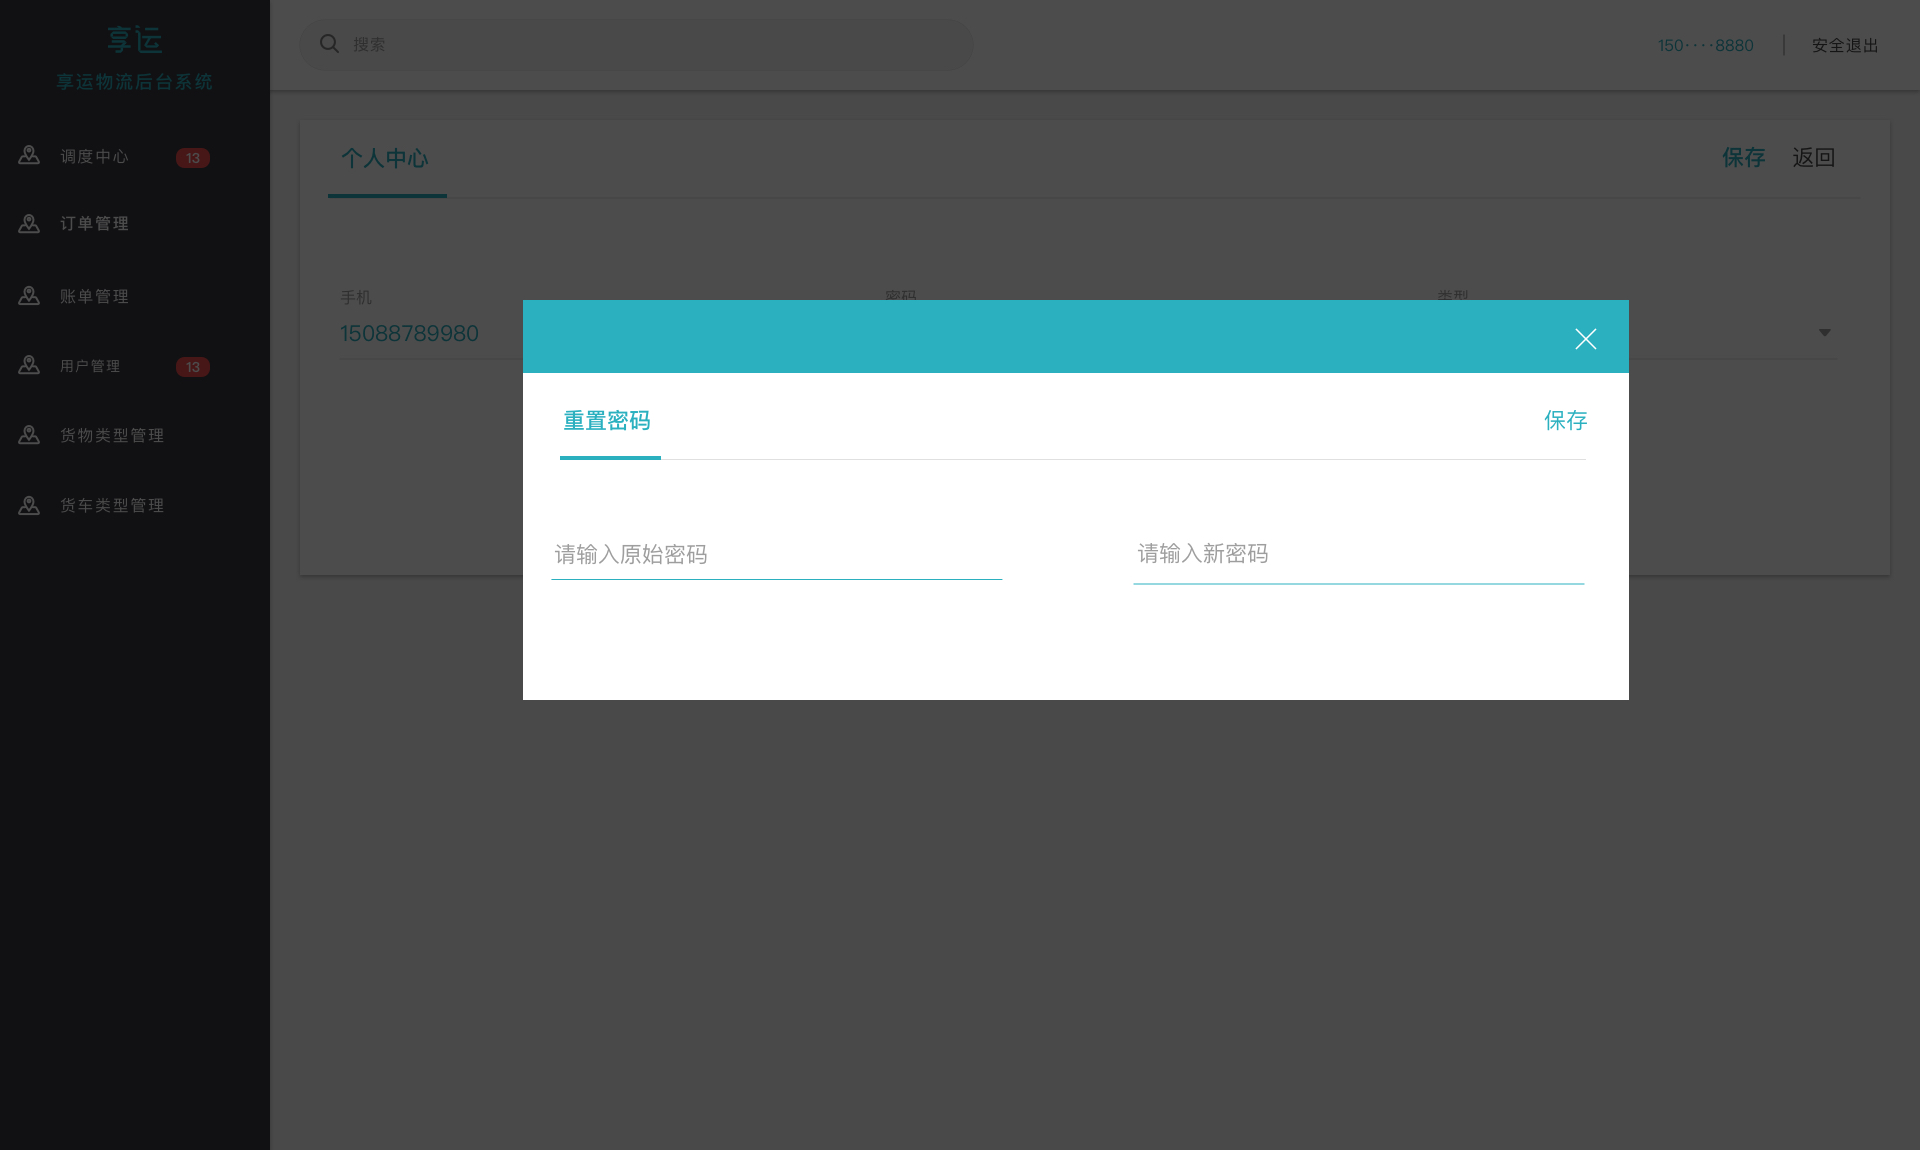 享运
享运物流后台系统
调度中心 13
订单管理
账单管理
用户管理 13
货物类型管理
货车类型管理
搜索
150····8880
安全退出
个人中心
保存
返回
手机
密码
类型
15088789980
重置密码
保存
请输入原始密码
请输入新密码